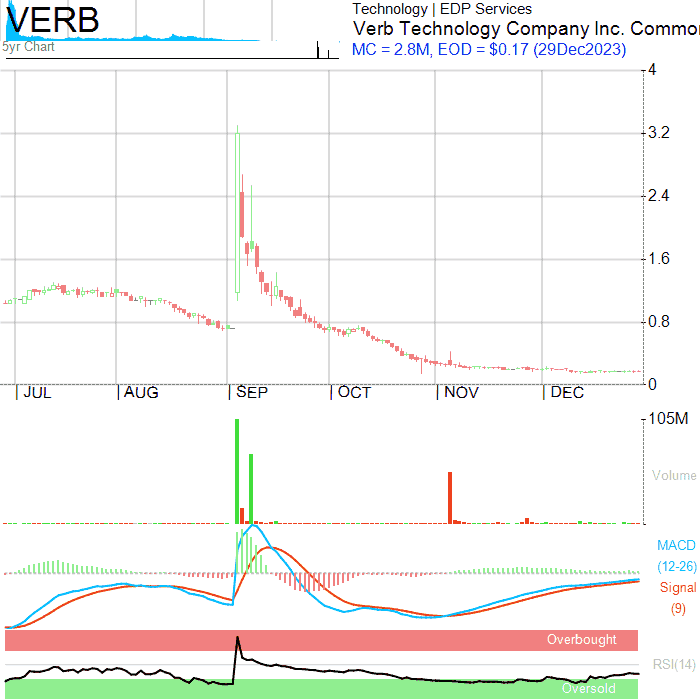 VERB
Technology | EDP Services
Verb Technology Company Inc. Commo
5yr Chart
MC = 2.8M, EOD = $0.17 (29Dec2023)
4
3.2
2.4
1.6
0.8
0
JUL AUG SEP OCT NOV DEC
105M
Volume
MACD
(12-26)
Signal
(9)
Overbought
RSI(14)
Oversold